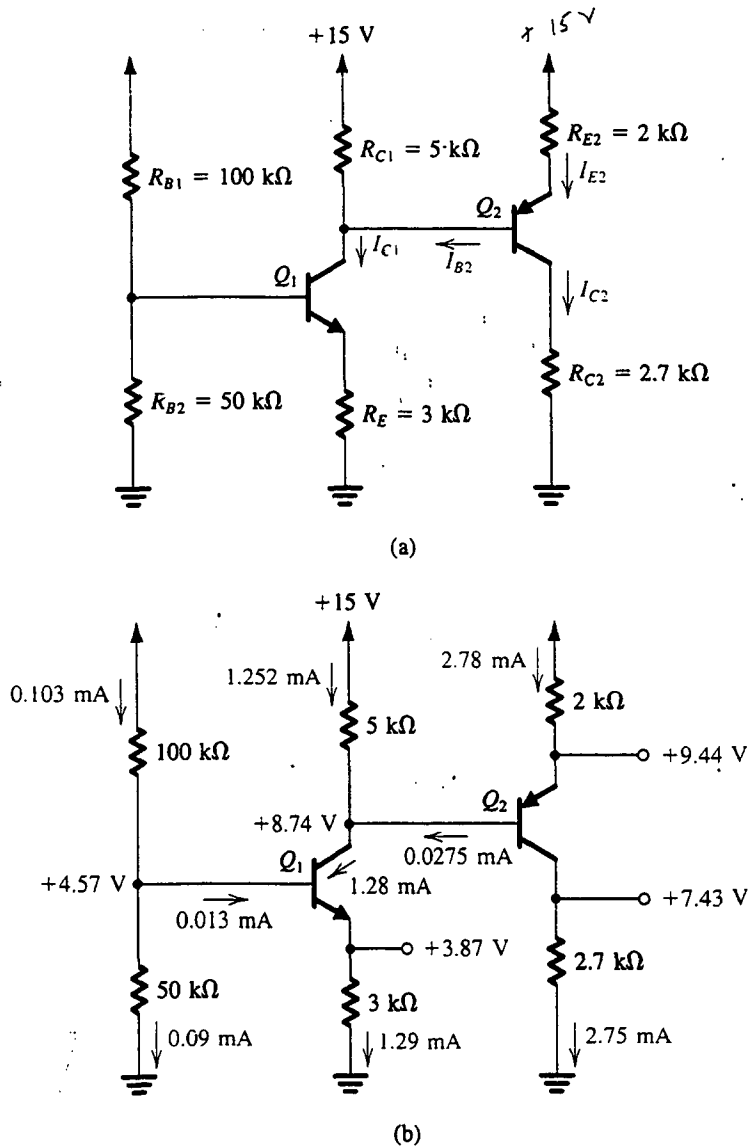 +15 V
+ 15 V
R_{B1} = 100 kΩ
R_{C1} = 5 kΩ
R_{E2} = 2 kΩ
I_{E2}
Q_2
I_{C1}
I_{B2}
Q_1
I_{C2}
R_{B2} = 50 kΩ
R_E = 3 kΩ
R_{C2} = 2.7 kΩ
(a)
+15 V
0.103 mA
1.252 mA
2.78 mA
2 kΩ
100 kΩ
5 kΩ
+9.44 V
Q_2
+8.74 V
0.0275 mA
Q_1
1.28 mA
+4.57 V
+7.43 V
0.013 mA
+3.87 V
2.7 kΩ
50 kΩ
3 kΩ
0.09 mA
1.29 mA
2.75 mA
(b)